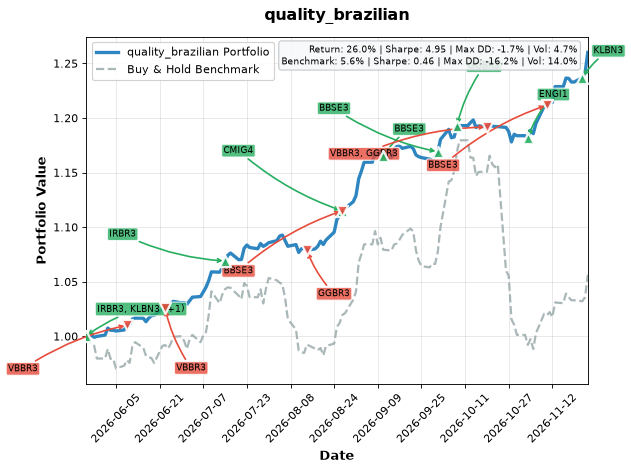 quality_brazilian
quality_brazilian Portfolio
Buy & Hold Benchmark
Return: 26.0% | Sharpe: 4.95 | Max DD: -1.7% | Vol: 4.7%
Benchmark: 5.6% | Sharpe: 0.46 | Max DD: -16.2% | Vol: 14.0%
KLBN3
ENGI1
BBSE3
BBSE3
VBBR3, GGBR3
BBSE3
CMIG4
IRBR3
BBSE3
GGBR3
IRBR3, KLBN3 (+1)
VBBR3
VBBR3
1.25
1.20
1.15
1.10
1.05
1.00
Portfolio Value
2026-06-05
2026-06-21
2026-07-07
2026-07-23
2026-08-08
2026-08-24
2026-09-09
2026-09-25
2026-10-11
2026-10-27
2026-11-12
Date